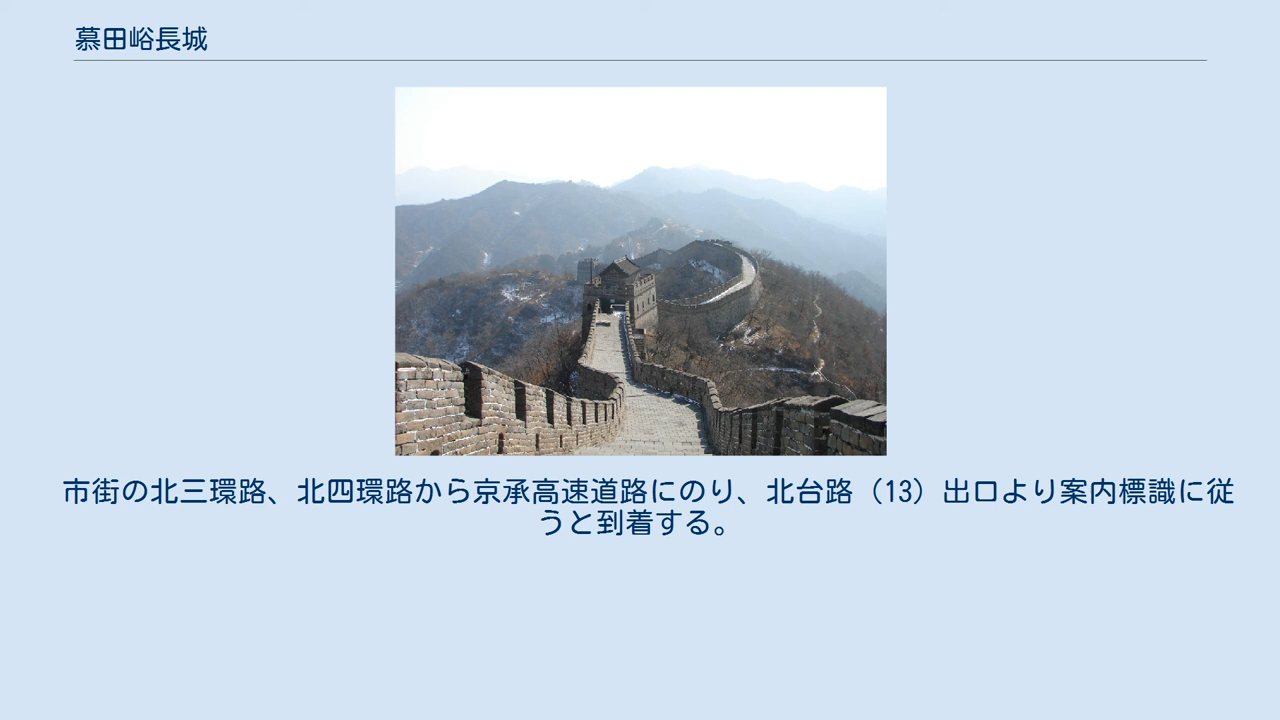 慕田峪長城
市街の北三環路、北四環路から京承高速道路にのり、北台路（13）出口より案内標識に従
うと到着する。